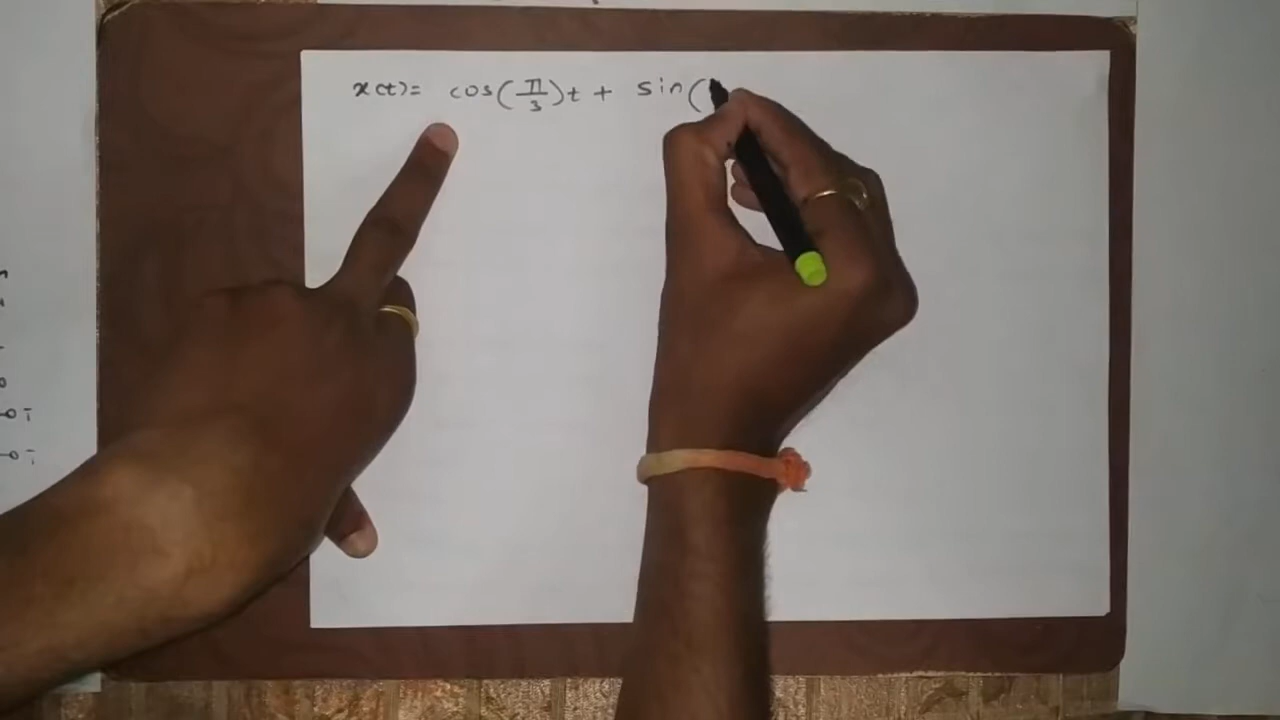 x(t)= cos(π/3)t + sin(